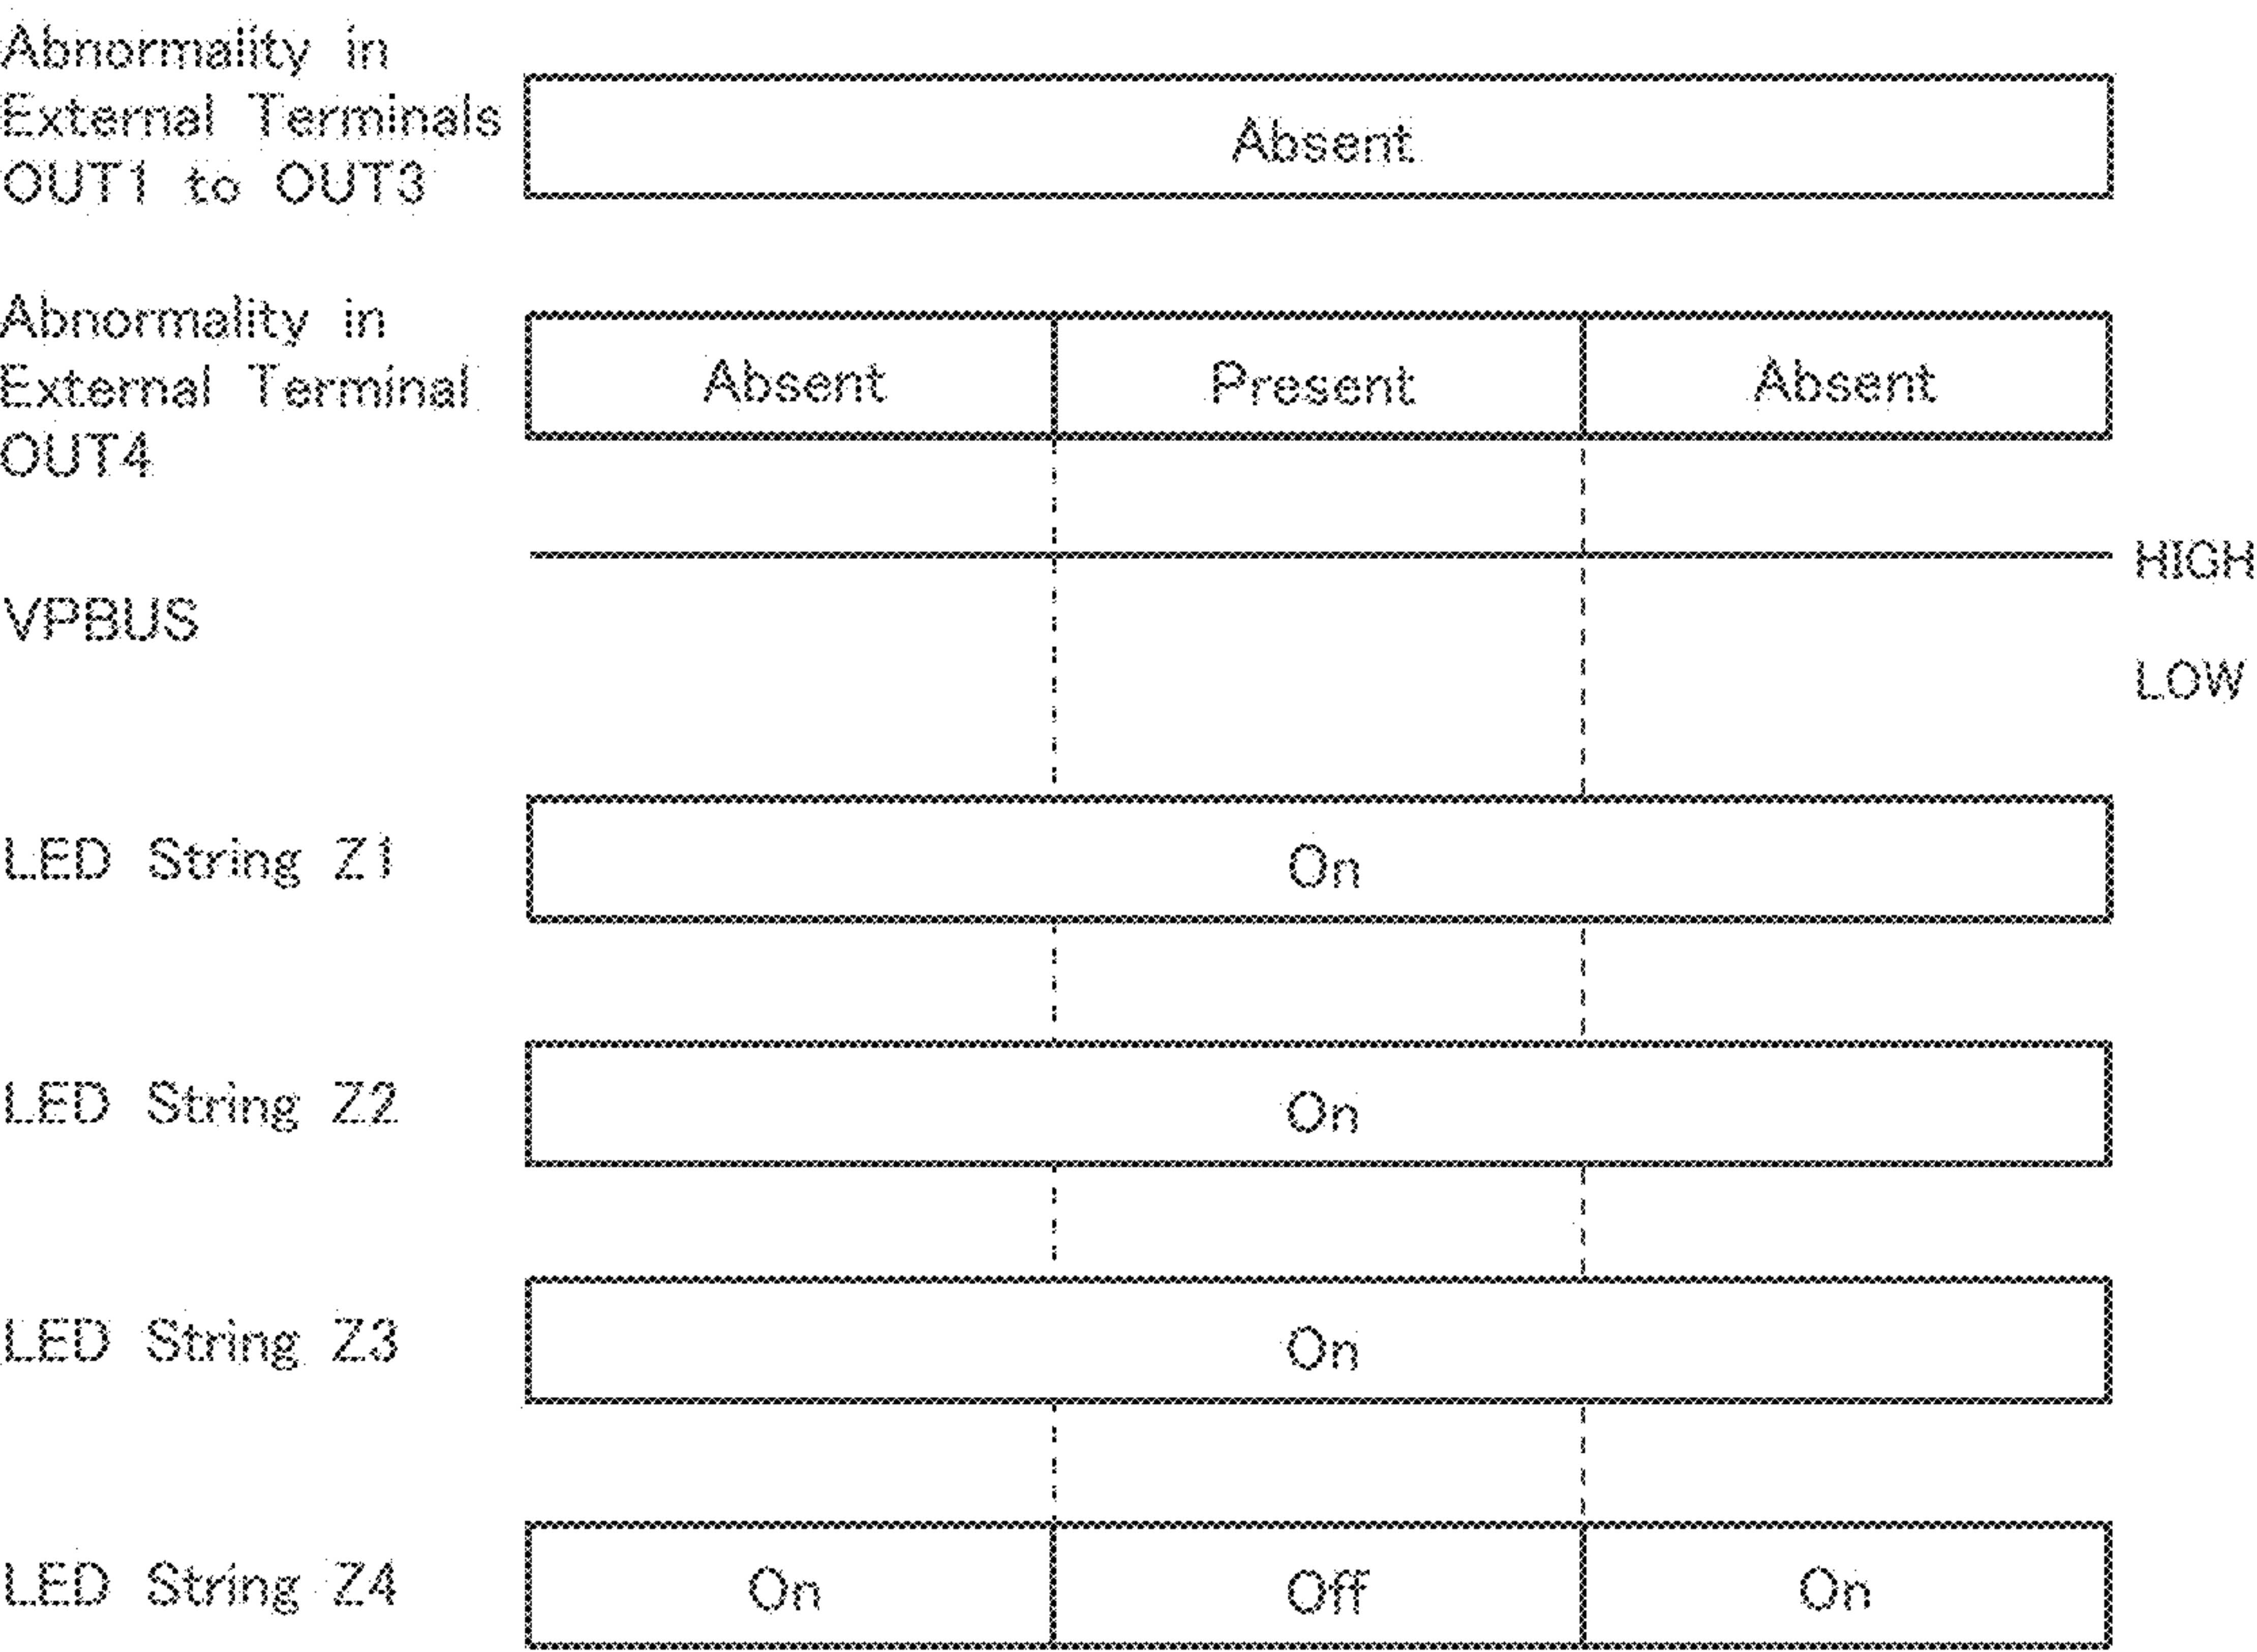 Abnormality in
External Terminals
OUT1 to OUT3
Absent
Abnormality in
External Terminal
OUT4
Absent
Present
Absent
HIGH
VPBUS
LOW
LED String Z1
On
LED String Z2
On
LED String Z3
On
LED String Z4
On
Off
On